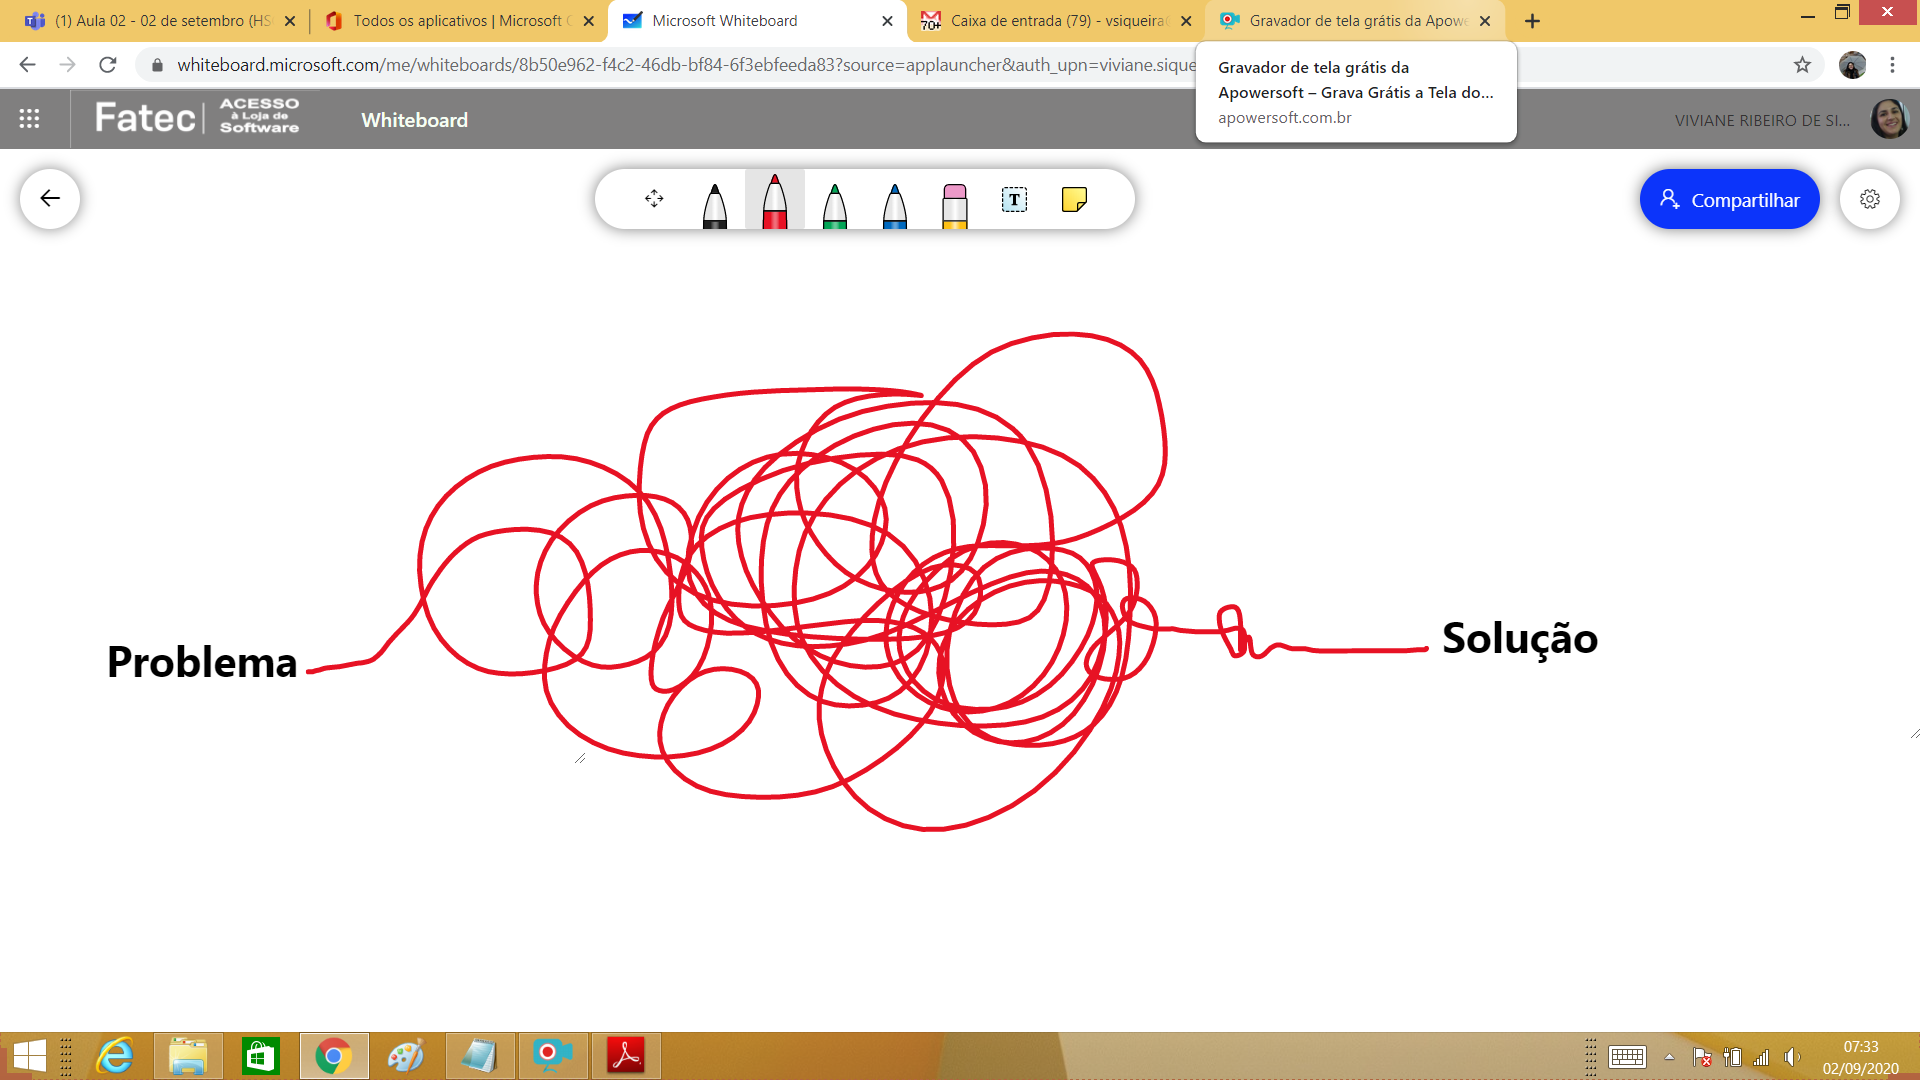 (1) Aula 02 - 02 de setembro (HS
Todos os aplicativos | Microsoft
Microsoft Whiteboard
Caixa de entrada (79) - vsiqueira
Gravador de tela grátis da Apowe
whiteboard.microsoft.com/me/whiteboards/8b50e962-f4c2-46db-bf84-6f3ebfeeda83?source=applauncher&auth_upn=viviane.sique
Gravador de tela grátis da
Apowersoft – Grava Grátis a Tela do...
apowersoft.com.br
Fatec
ACESSO
à Loja de
Software
Whiteboard
VIVIANE RIBEIRO DE SI...
T
Compartilhar
Problema
Solução
07:33
02/09/2020